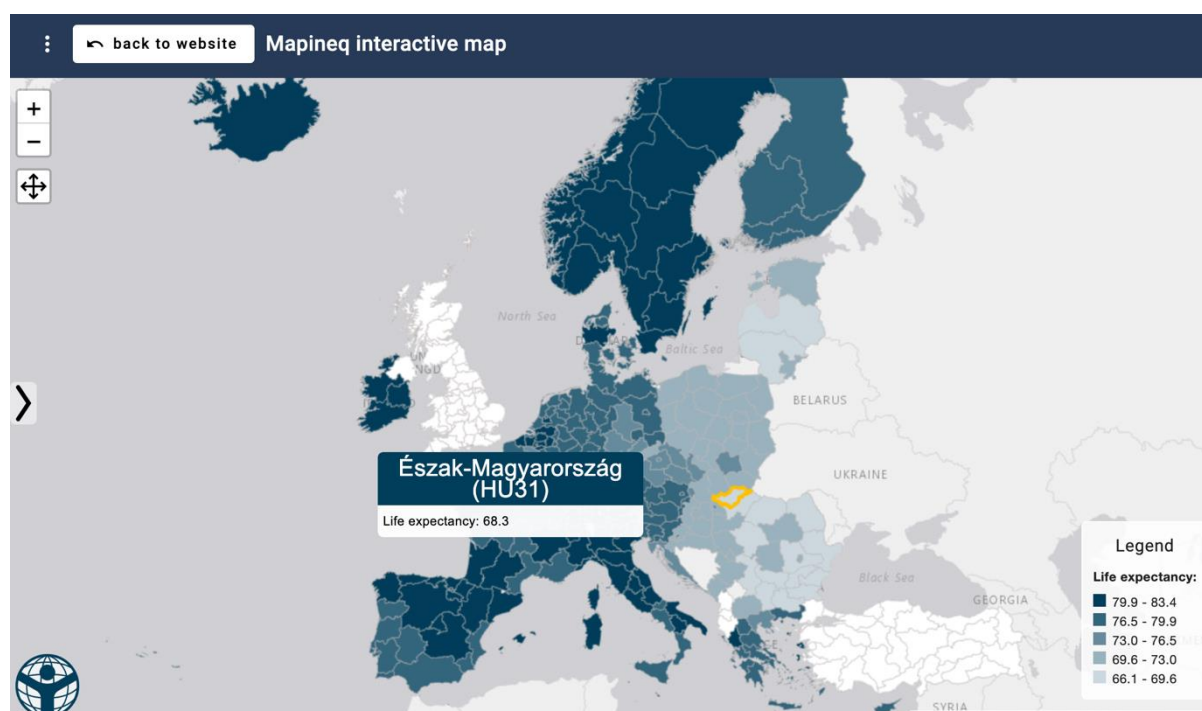 back to website
Mapineq interactive map
+
−
North Sea
Baltic Sea
BELARUS
UKRAINE
Észak-Magyarország
(HU31)
Life expectancy: 68.3
Black Sea
GEORGIA
SYRIA
Legend
Life expectancy:
79.9 - 83.4
76.5 - 79.9
73.0 - 76.5
69.6 - 73.0
66.1 - 69.6